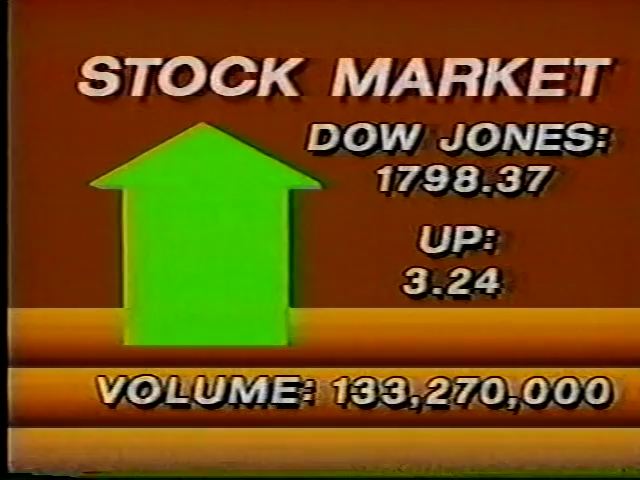 STOCK MARKET
DOW JONES:
1798.37
UP:
3.24
VOLUME: 133,270,000